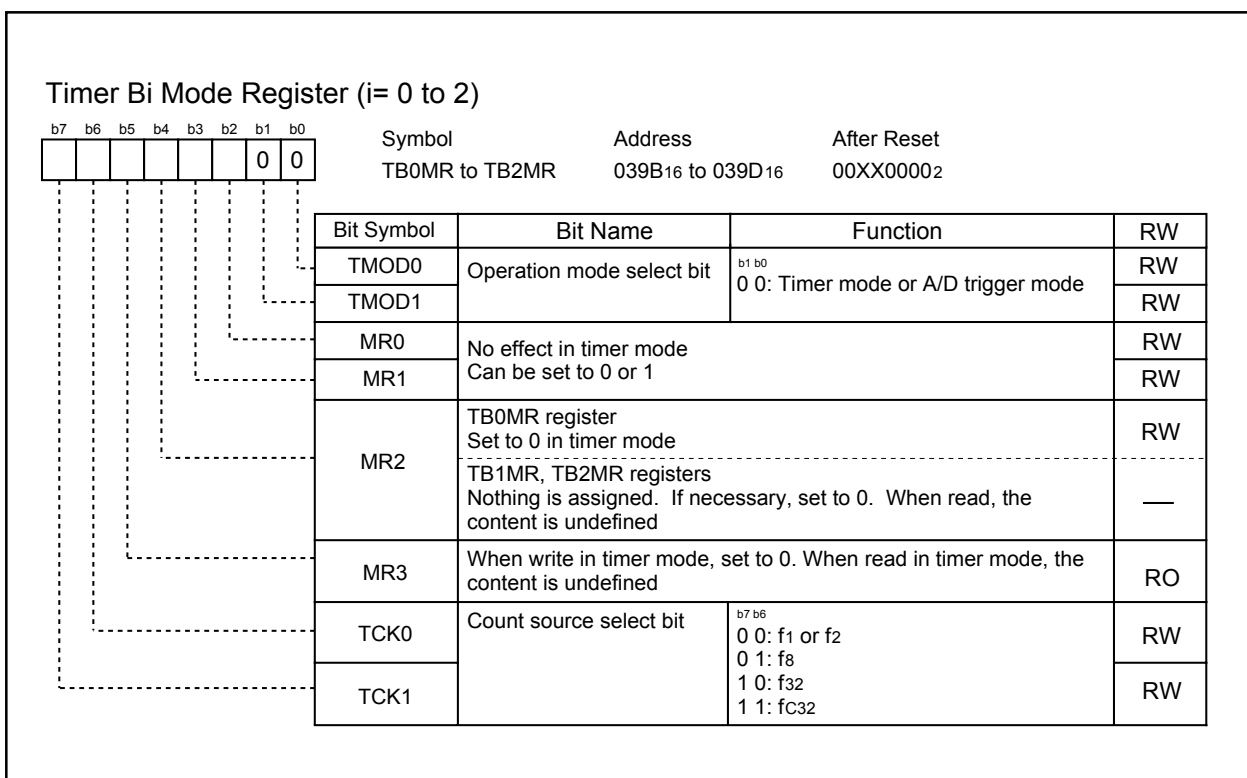 Timer Bi Mode Register (i= 0 to 2)
b7 b6 b5 b4 b3 b2 b1 b0
0 0
Symbol Address After Reset
TB0MR to TB2MR 039B16 to 039D16 00XX00002
Bit Symbol Bit Name Function RW
TMOD0 Operation mode select bit b1 b0 RW
0 0: Timer mode or A/D trigger mode
TMOD1 RW
MR0 No effect in timer mode RW
MR1 Can be set to 0 or 1 RW
MR2 TB0MR register
Set to 0 in timer mode RW
TB1MR, TB2MR registers
Nothing is assigned. If necessary, set to 0. When read, the
content is undefined —
MR3 When write in timer mode, set to 0. When read in timer mode, the
content is undefined RO
TCK0 Count source select bit b7 b6 RW
0 0: f1 or f2
0 1: f8
TCK1 1 0: f32 RW
1 1: fC32